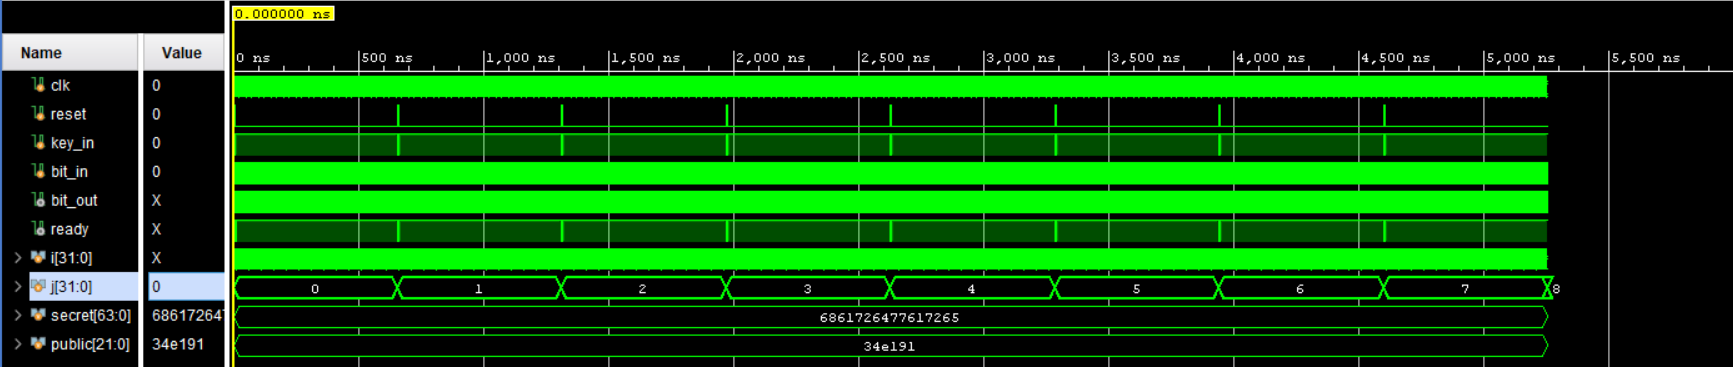 0.000000 ns
Name Value
0 ns 500 ns 1,000 ns 1,500 ns 2,000 ns 2,500 ns 3,000 ns 3,500 ns 4,000 ns 4,500 ns 5,000 ns 5,500 ns
clk 0
reset 0
key_in 0
bit_in 0
bit_out X
ready X
i[31:0] X
j[31:0] 0 0 1 2 3 4 5 6 7 8
secret[63:0] 686172647 6861726477617265
public[21:0] 34e191 34e191